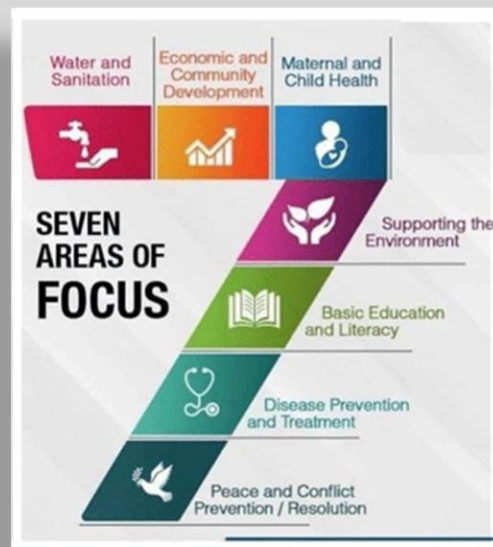 Water and
Sanitation
Economic and
Community
Development
Maternal and
Child Health
SEVEN
AREAS OF
FOCUS
Supporting the
Environment
Basic Education
and Literacy
Disease Prevention
and Treatment
Peace and Conflict
Prevention / Resolution